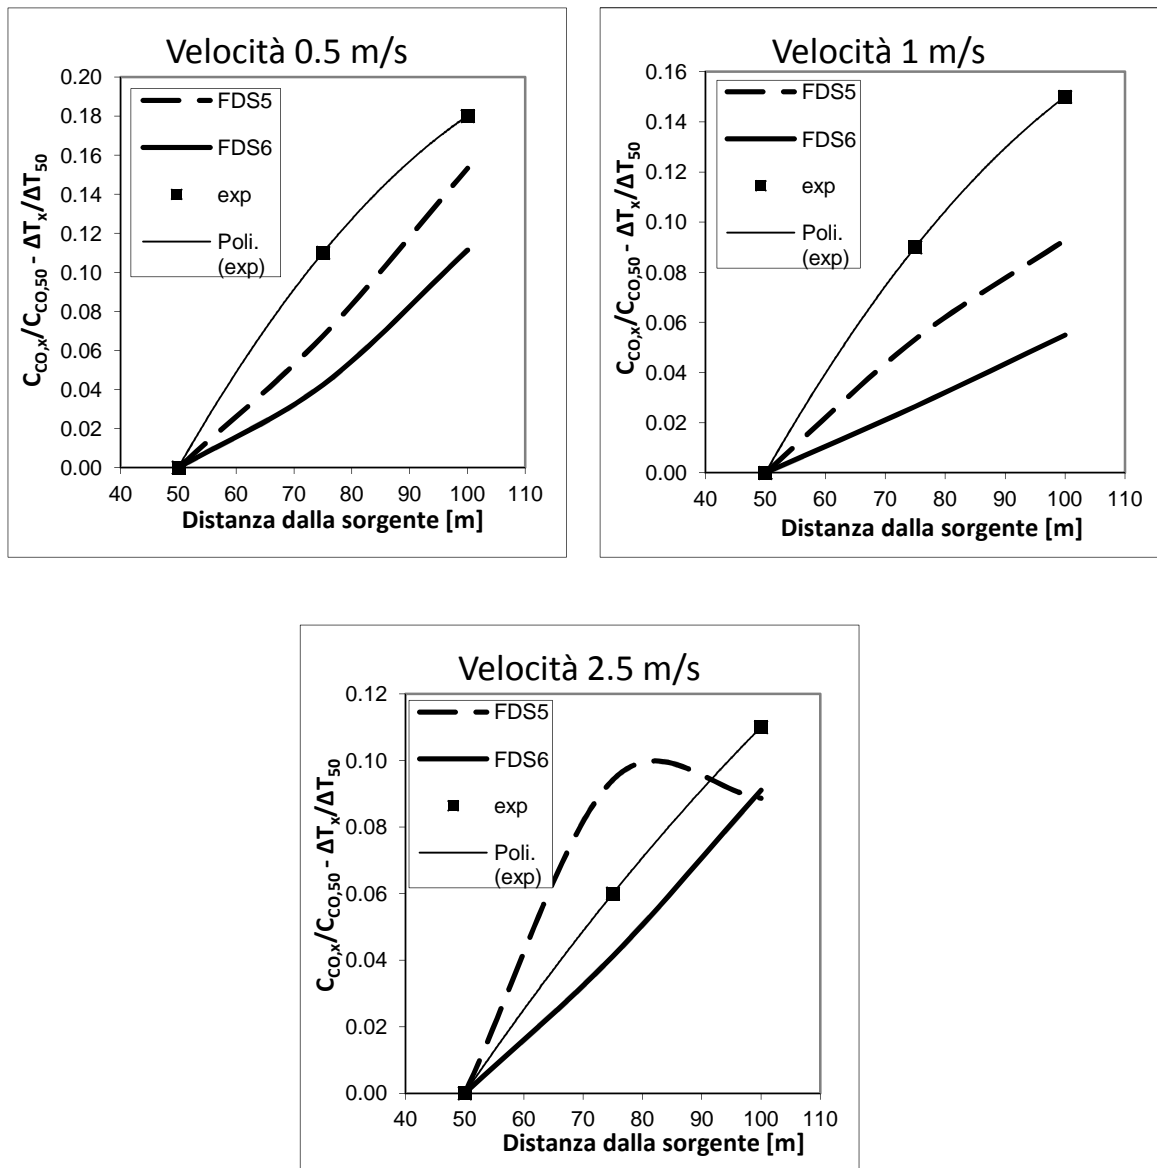 Velocità 0.5 m/s
C_CO,x/C_CO,50 - ΔT_x/ΔT_50
0.20
0.18
0.16
0.14
0.12
0.10
0.08
0.06
0.04
0.02
0.00
FDS5
FDS6
exp
Poli.
(exp)
40 50 60 70 80 90 100 110
Distanza dalla sorgente [m]
Velocità 1 m/s
C_CO,x/C_CO,50 - ΔT_x/ΔT_50
0.16
0.14
0.12
0.10
0.08
0.06
0.04
0.02
0.00
FDS5
FDS6
exp
Poli.
(exp)
40 50 60 70 80 90 100 110
Distanza dalla sorgente [m]
Velocità 2.5 m/s
C_CO,x/C_CO,50 - ΔT_x/ΔT_50
0.12
0.10
0.08
0.06
0.04
0.02
0.00
FDS5
FDS6
exp
Poli.
(exp)
40 50 60 70 80 90 100 110
Distanza dalla sorgente [m]